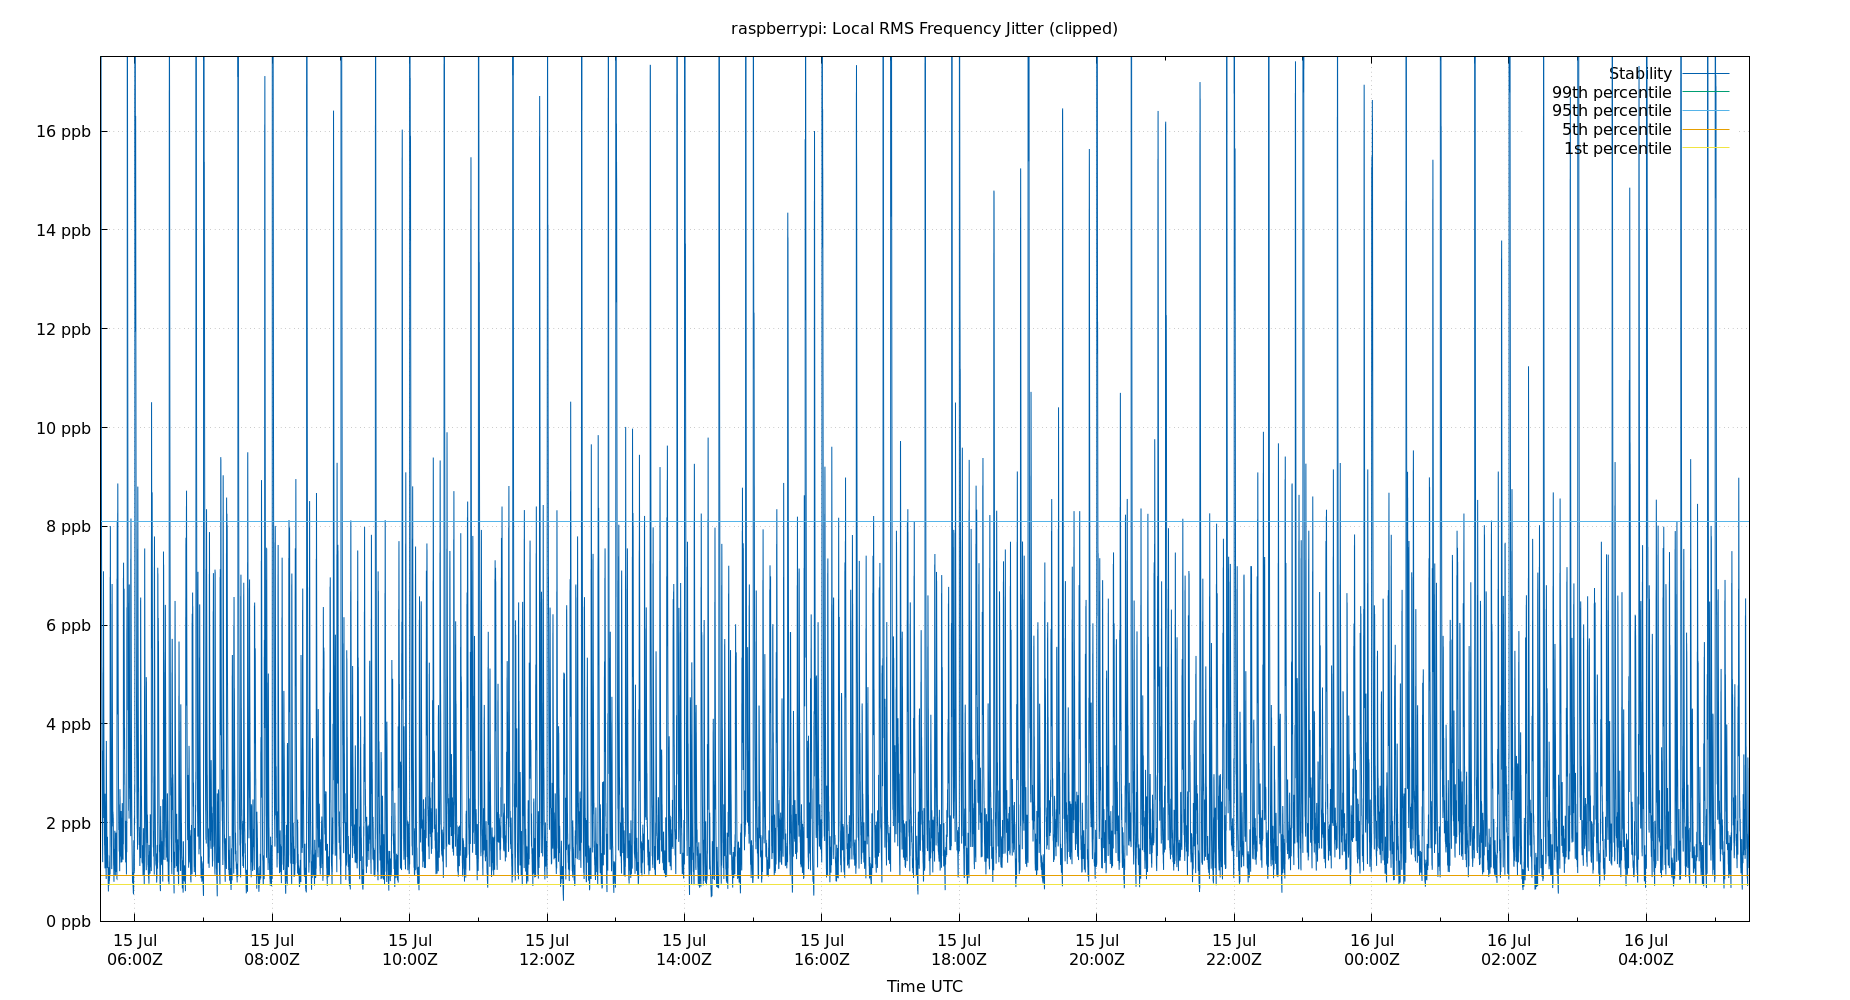 raspberrypi: Local RMS Frequency Jitter (clipped)
Stability
99th percentile
95th percentile
5th percentile
1st percentile
16 ppb
14 ppb
12 ppb
10 ppb
8 ppb
6 ppb
4 ppb
2 ppb
0 ppb
15 Jul 15 Jul 15 Jul 15 Jul 15 Jul 15 Jul 15 Jul 15 Jul 15 Jul 16 Jul 16 Jul 16 Jul
06:00Z 08:00Z 10:00Z 12:00Z 14:00Z 16:00Z 18:00Z 20:00Z 22:00Z 00:00Z 02:00Z 04:00Z
Time UTC